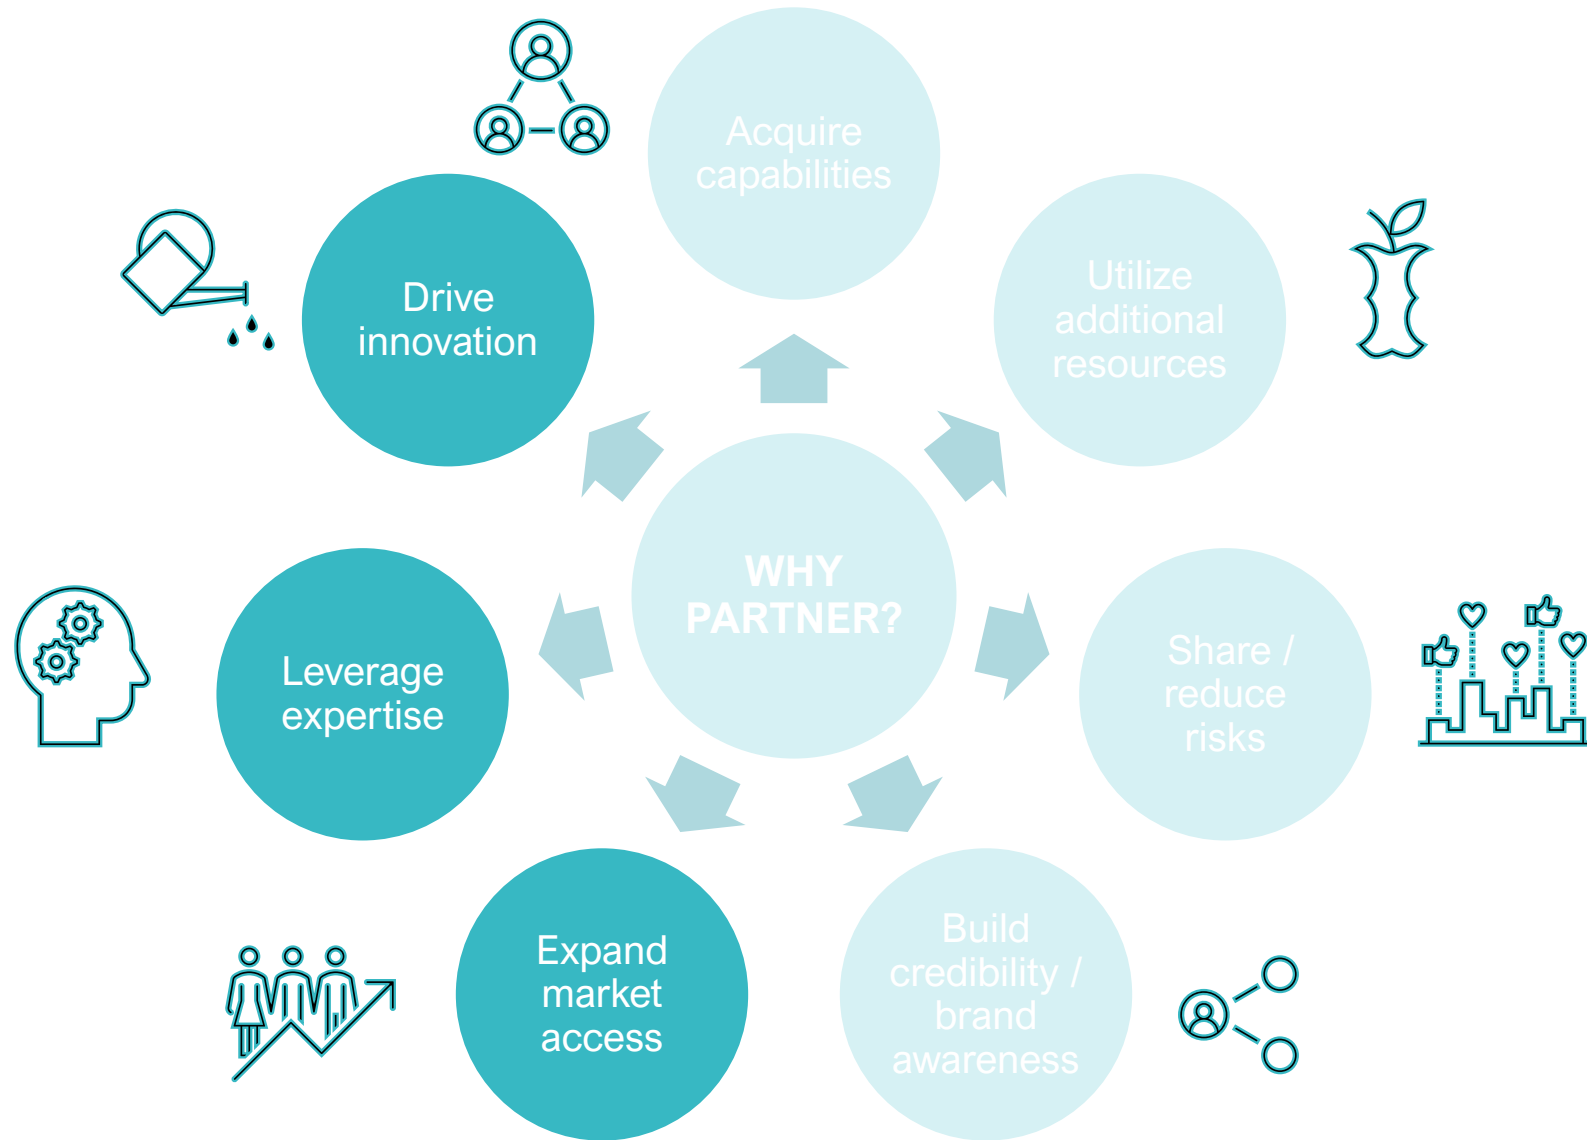 Acquire
capabilities
Drive
innovation
Utilize
additional
resources
WHY
PARTNER?
Leverage
expertise
Share /
reduce
risks
Expand
market
access
Build
credibility /
brand
awareness